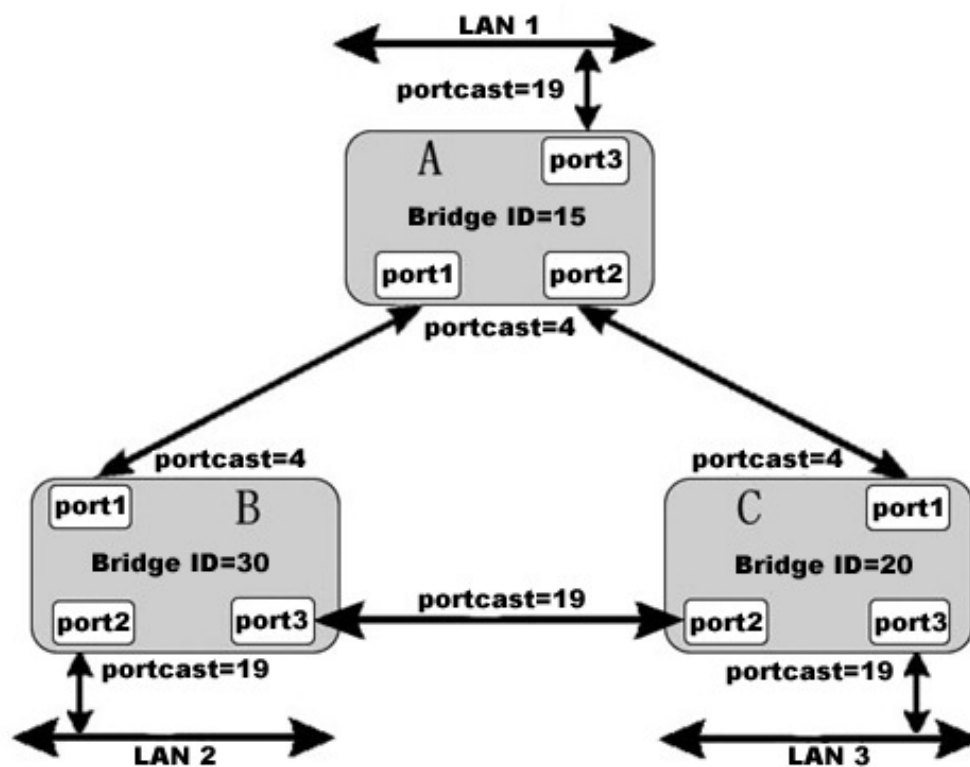 LAN 1
portcast=19
A
port3
Bridge ID=15
port1
port2
portcast=4
portcast=4
portcast=4
port1
B
C
port1
Bridge ID=30
Bridge ID=20
portcast=19
port2
port3
port2
port3
portcast=19
portcast=19
LAN 2
LAN 3